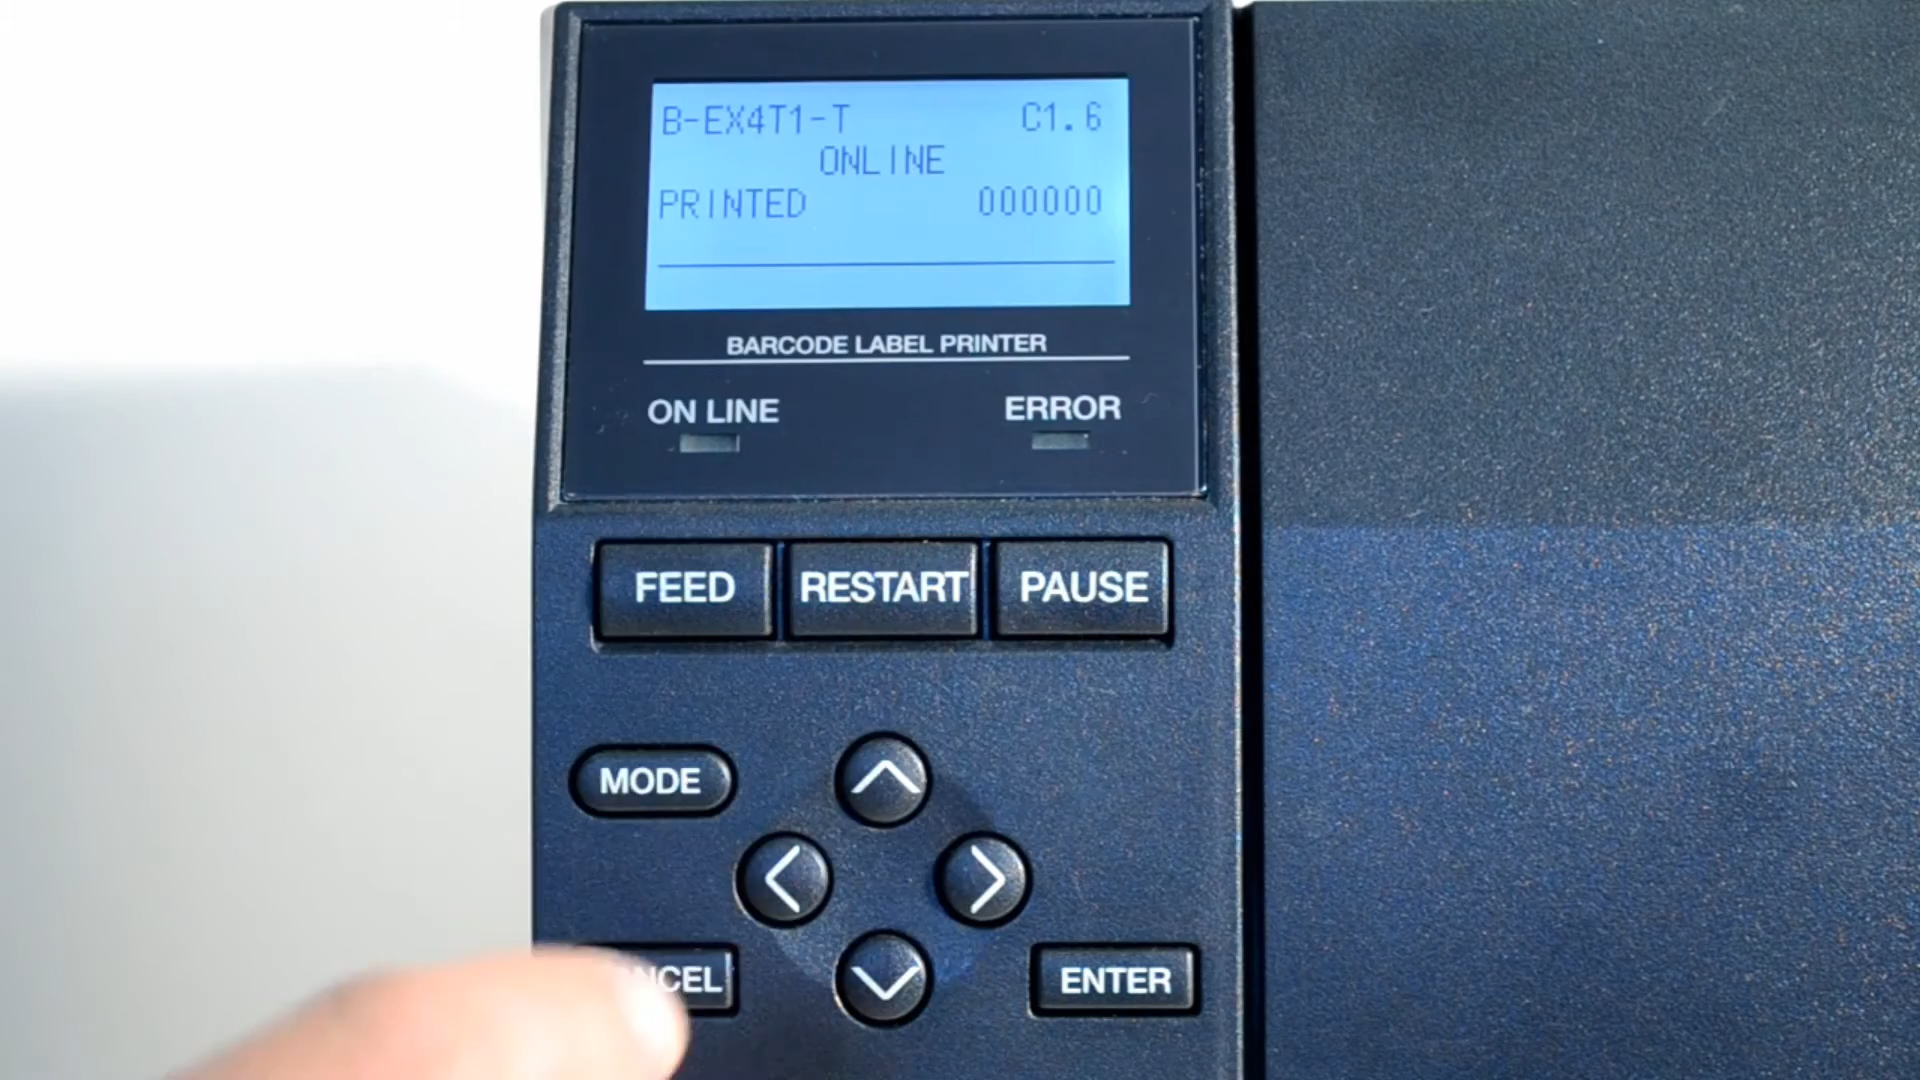 B-EX4T1-T C1.6
ONLINE
PRINTED 000000
BARCODE LABEL PRINTER
ON LINE ERROR
FEED RESTART PAUSE
MODE
ENTER